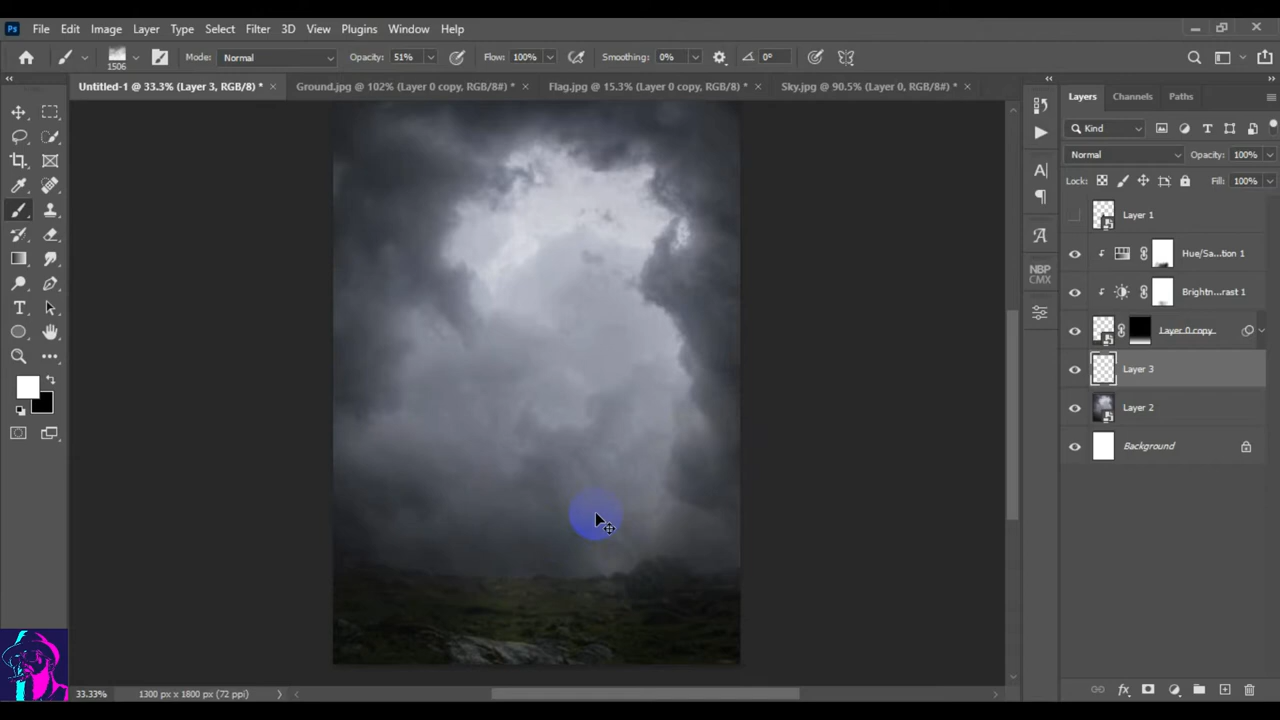 Ps File Edit Image Layer Type Select Filter 3D View Plugins Window Help
1506 Mode: Normal Opacity: 51% Flow: 100% Smoothing: 0% 0°
Untitled-1 @ 33.3% (Layer 3, RGB/8) * × Ground.jpg @ 102% (Layer 0 copy, RGB/8#) * × Flag.jpg @ 15.3% (Layer 0 copy, RGB/8) * × Sky.jpg @ 90.5% (Layer 0, RGB/8#) * ×
Layers Channels Paths
Kind
Normal Opacity: 100%
Lock: Fill: 100%
Layer 1
Hue/Sa...tion 1
NBP
CMX
Brightn...rast 1
Layer 0 copy
Layer 3
Layer 2
Background
33.33% 1300 px x 1800 px (72 ppi)